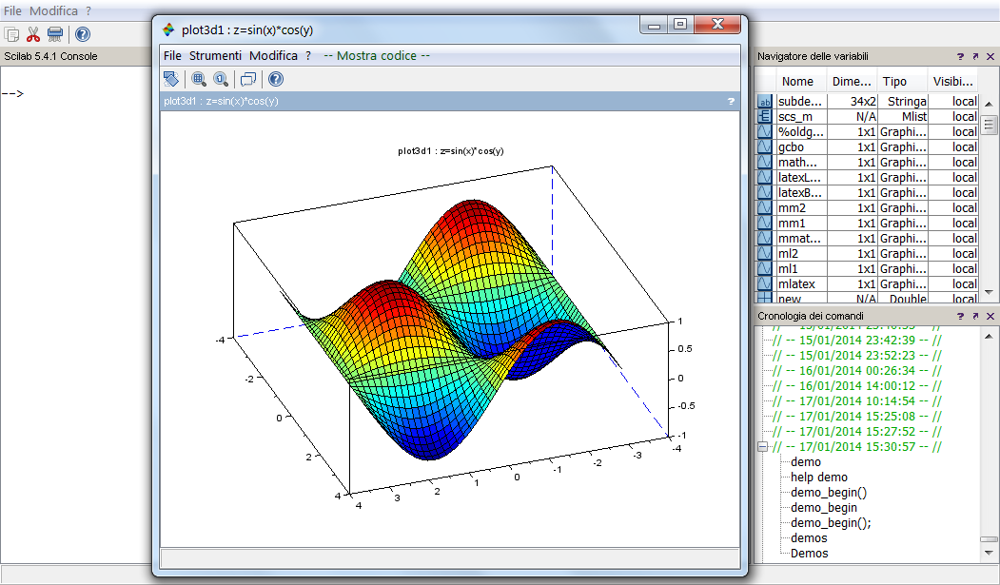 File Modifica ?
Scilab 5.4.1 Console
-->
plot3d1 : z=sin(x)*cos(y)
File Strumenti Modifica ? -- Mostra codice --
plot3d1 : z=sin(x)*cos(y) ?
plot3d1 : z=sin(x)*cos(y)
-4
-2
0
2
4
4
3
2
1
0
-1
-2
-3
-4
1
0.5
0
-0.5
-1
Navigatore delle variabili ?
Nome Dime... Tipo Visibi...
ab subde... 34x2 Stringa local
scs_m N/A Mlist local
%oldg... 1x1 Graphi... local
gcbo 1x1 Graphi... local
math... 1x1 Graphi... local
latexL... 1x1 Graphi... local
latexB... 1x1 Graphi... local
mm2 1x1 Graphi... local
mm1 1x1 Graphi... local
mmat... 1x1 Graphi... local
ml2 1x1 Graphi... local
ml1 1x1 Graphi... local
mlatex 1x1 Graphi... local
new N/A Double local
Cronologia dei comandi ?
// -- 15/01/2014 23:42:39 -- //
// -- 15/01/2014 23:52:23 -- //
// -- 16/01/2014 00:26:34 -- //
// -- 16/01/2014 14:00:12 -- //
// -- 17/01/2014 10:14:54 -- //
// -- 17/01/2014 15:25:08 -- //
// -- 17/01/2014 15:27:52 -- //
// -- 17/01/2014 15:30:57 -- //
demo
help demo
demo_begin()
demo_begin
demo_begin();
demos
Demos